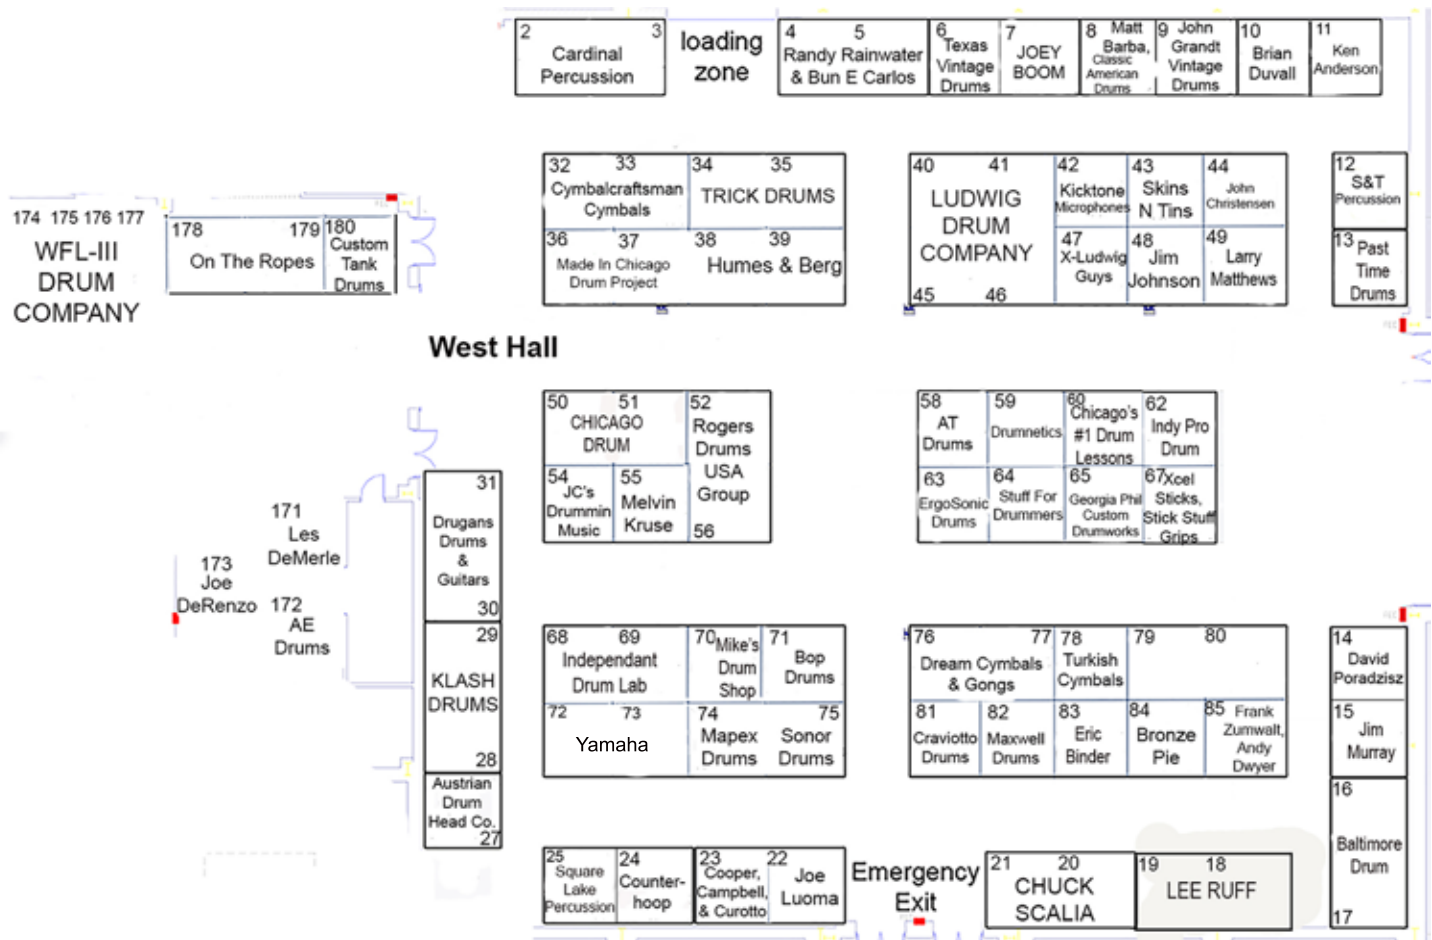 2 3
Cardinal
Percussion
loading
zone
4 5
Randy Rainwater
& Bun E Carlos
6
Texas
Vintage
Drums
7
JOEY
BOOM
8 Matt
Barba,
Classic
American
Drums
9 John
Grandt
Vintage
Drums
10
Brian
Duvall
11
Ken
Anderson
32 33
Cymbalcraftsman
Cymbals
34 35
TRICK DRUMS
36 37
Made In Chicago
Drum Project
38 39
Humes & Berg
40 41
LUDWIG
DRUM
COMPANY
45 46
42
Kicktone
Microphones
43
Skins
N Tins
44
John
Christensen
47
X-Ludwig
Guys
48
Jim
Johnson
49
Larry
Matthews
12
S&T
Percussion
13 Past
Time
Drums
174 175 176 177
WFL-III
DRUM
COMPANY
178 179
On The Ropes
180
Custom
Tank
Drums
West Hall
50 51
CHICAGO
DRUM
52
Rogers
Drums
USA
Group
56
54
JC's
Drummin
Music
55
Melvin
Kruse
58
AT
Drums
59
Drumnetics
60
Chicago's
#1 Drum
Lessons
62
Indy Pro
Drum
63
ErgoSonic
Drums
64
Stuff For
Drummers
65
Georgia Phil
Custom
Drumworks
67 Xcel
Sticks,
Stick Stuff
Grips
31
Drugans
Drums
&
Guitars
30
171
Les
DeMerle
173
Joe
DeRenzo
172
AE
Drums
29
KLASH
DRUMS
28
Austrian
Drum
Head Co.
27
68 69
Independant
Drum Lab
70 Mike's
Drum
Shop
71
Bop
Drums
72 73
Yamaha
74
Mapex
Drums
75
Sonor
Drums
76 77
Dream Cymbals
& Gongs
78
Turkish
Cymbals
79 80
81
Craviotto
Drums
82
Maxwell
Drums
83
Eric
Binder
84
Bronze
Pie
85 Frank
Zumwalt,
Andy
Dwyer
14
David
Poradzisz
15
Jim
Murray
16
Baltimore
Drum
17
25
Square
Lake
Percussion
24
Counter-
hoop
23
Cooper,
Campbell,
& Curotto
22
Joe
Luoma
Emergency
Exit
21 20
CHUCK
SCALIA
19 18
LEE RUFF